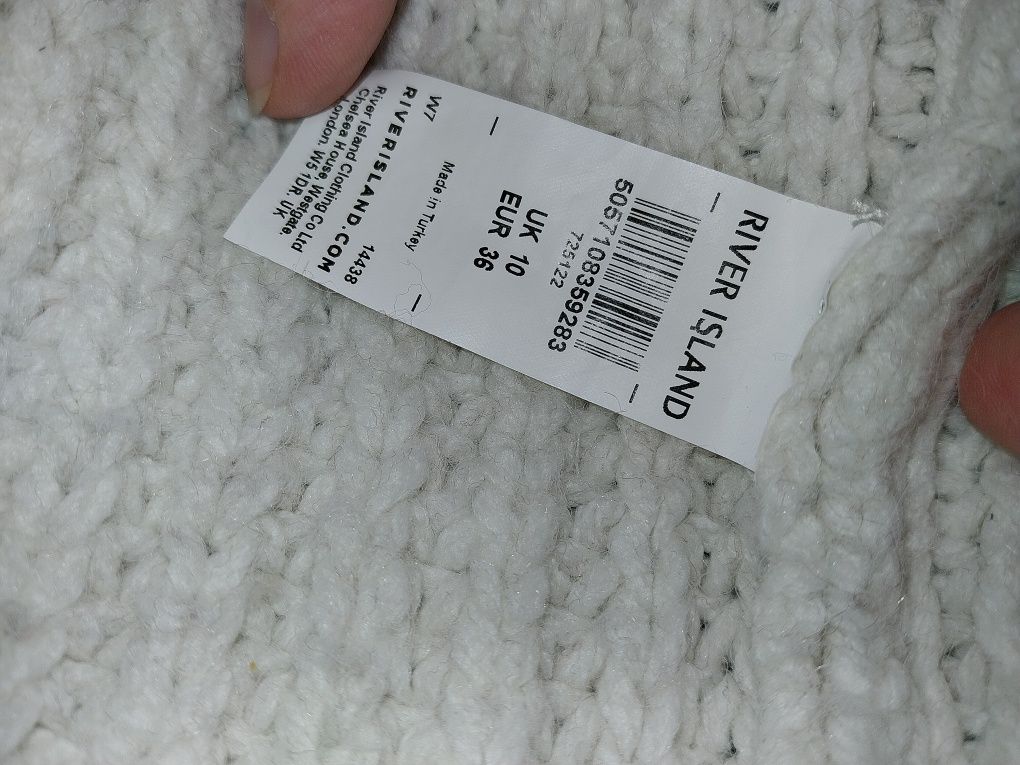 RIVER ISLAND
5057108359283
725122
UK 10
EUR 36
Made in Turkey
W7 14438
RIVERISLAND.COM
River Island Clothing Co Ltd
Chelsea House, Westgate,
London. W5 1DR. UK